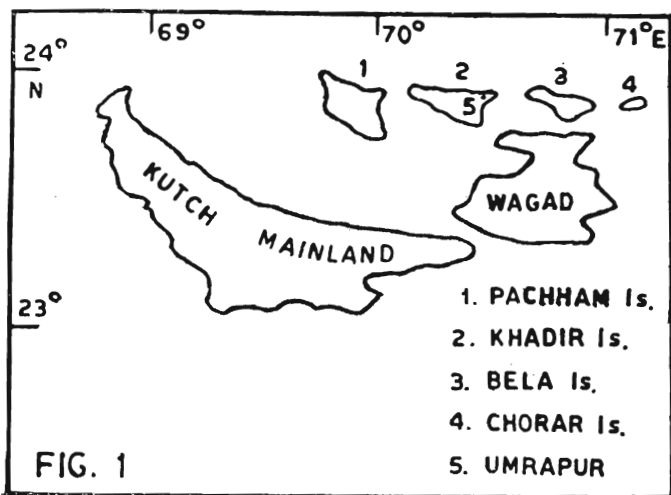 69° 70° 71°E
24°
N
1 2 3 4
5
KUTCH
MAINLAND
WAGAD
23°
1. PACHHAM Is.
2. KHADIR Is.
3. BELA Is.
4. CHORAR Is.
5. UMRAPUR
FIG. 1